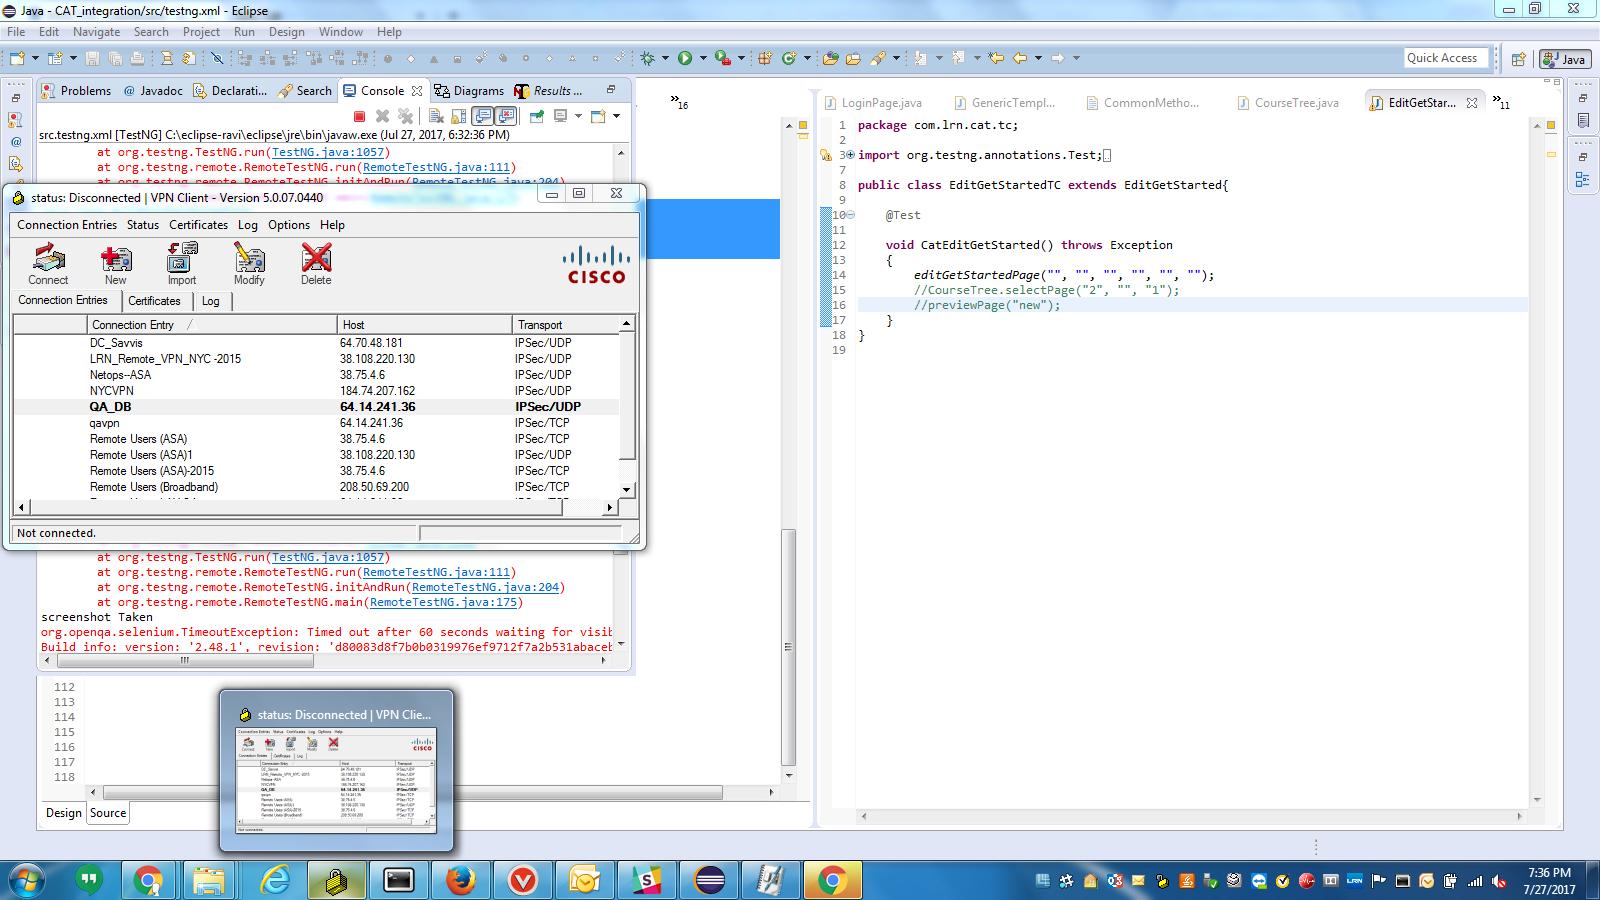 Java - CAT_integration/src/testng.xml - Eclipse
File Edit Navigate Search Project Run Design Window Help
Quick Access
Java
Problems
@ Javadoc
Declarati...
Search
Console
Diagrams
Results ...
»16
src.testng.xml [TestNG] C:\eclipse-ravi\eclipse\jre\bin\javaw.exe (Jul 27, 2017, 6:32:36 PM)
at org.testng.TestNG.run(TestNG.java:1057)
at org.testng.remote.RemoteTestNG.run(RemoteTestNG.java:111)
at org.testng.remote.RemoteTestNG.initAndRun(RemoteTestNG.java:204)
status: Disconnected | VPN Client - Version 5.0.07.0440
Connection Entries Status Certificates Log Options Help
Connect New Import Modify Delete
CISCO
Connection Entries Certificates Log
Connection Entry Host Transport
DC_Savvis 64.70.48.181 IPSec/UDP
LRN_Remote_VPN_NYC -2015 38.108.220.130 IPSec/UDP
Netops--ASA 38.75.4.6 IPSec/UDP
NYCVPN 184.74.207.162 IPSec/UDP
QA_DB 64.14.241.36 IPSec/UDP
qavpn 64.14.241.36 IPSec/TCP
Remote Users (ASA) 38.75.4.6 IPSec/TCP
Remote Users (ASA)1 38.108.220.130 IPSec/UDP
Remote Users (ASA)-2015 38.75.4.6 IPSec/TCP
Remote Users (Broadband) 208.50.69.200 IPSec/TCP
Not connected.
at org.testng.TestNG.run(TestNG.java:1057)
at org.testng.remote.RemoteTestNG.run(RemoteTestNG.java:111)
at org.testng.remote.RemoteTestNG.initAndRun(RemoteTestNG.java:204)
at org.testng.remote.RemoteTestNG.main(RemoteTestNG.java:175)
screenshot Taken
org.openqa.selenium.TimeoutException: Timed out after 60 seconds waiting for visib
Build info: version: '2.48.1', revision: 'd80083d8f7b0b0319976ef9712f7a2b531abaceb
112
113
114
115
116
117
118
Design Source
status: Disconnected | VPN Clie...
CISCO
LoginPage.java
GenericTempl...
CommonMetho...
CourseTree.java
EditGetStar...
»11
1 package com.lrn.cat.tc;
2
3 import org.testng.annotations.Test;
7
8 public class EditGetStartedTC extends EditGetStarted{
9
10 @Test
11
12 void CatEditGetStarted() throws Exception
13 {
14 editGetStartedPage("", "", "", "", "", "");
15 //CourseTree.selectPage("2", "", "1");
16 //previewPage("new");
17 }
18 }
19
LRN
7:36 PM
7/27/2017